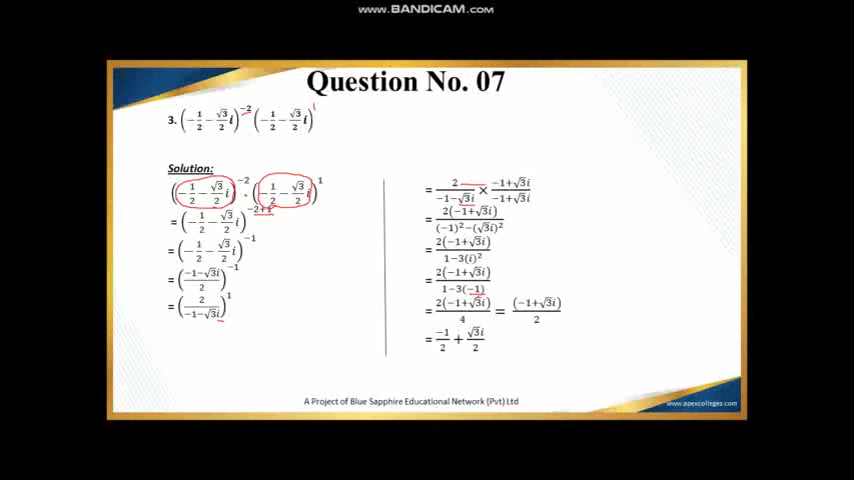 www.BANDICAM.com
Question No. 07
3. (−1/2 − √3/2 i)^−2 (−1/2 − √3/2 i)^1
Solution:
(−1/2 − √3/2 i)^−2 . (−1/2 − √3/2 i)^1
= (−1/2 − √3/2 i)^−2+1
= (−1/2 − √3/2 i)^−1
= (−1−√3i/2)^−1
= (2/−1−√3i)^1
= 2/−1−√3i × −1+√3i/−1+√3i
= 2(−1+√3i)/(−1)²−(√3i)²
= 2(−1+√3i)/1−3(i)²
= 2(−1+√3i)/1−3(−1)
= 2(−1+√3i)/4 = (−1+√3i)/2
= −1/2 + √3i/2
A Project of Blue Sapphire Educational Network (Pvt) Ltd
www.apexcolleges.com